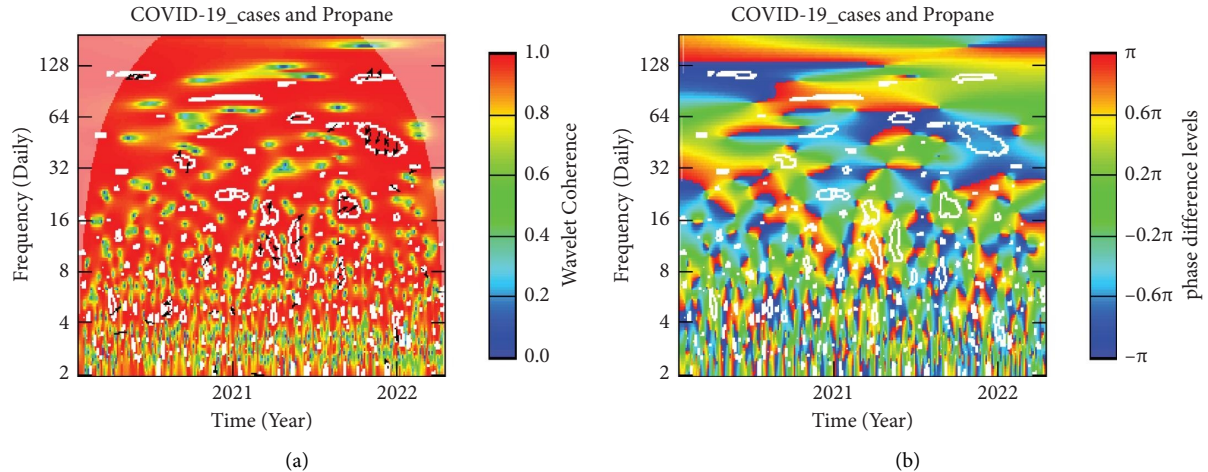 COVID-19_cases and Propane
128
64
32
16
8
4
2
Frequency (Daily)
2021
2022
Time (Year)
1.0
0.8
0.6
0.4
0.2
0.0
Wavelet Coherence
(a)
COVID-19_cases and Propane
128
64
32
16
8
4
2
Frequency (Daily)
2021
2022
Time (Year)
π
0.6π
0.2π
−0.2π
−0.6π
−π
phase difference levels
(b)